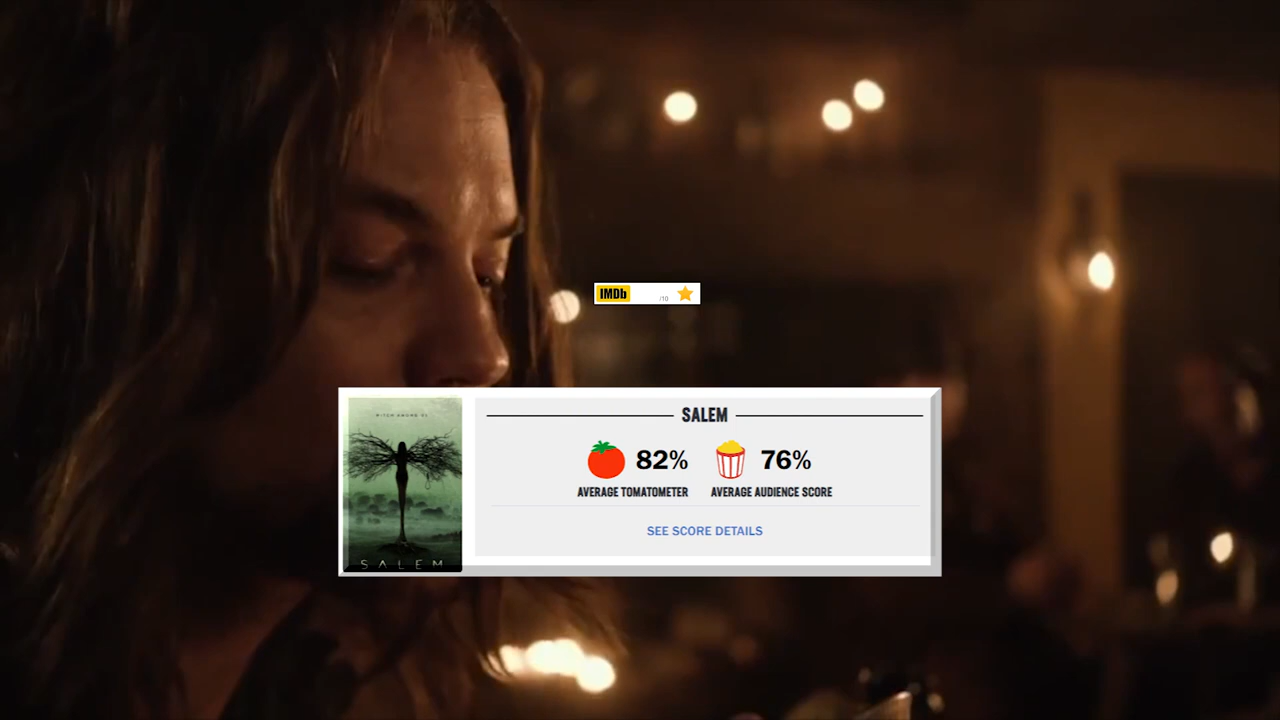 IMDb /10
WITCH AMONG US
SALEM
82% 76%
AVERAGE TOMATOMETER AVERAGE AUDIENCE SCORE
SEE SCORE DETAILS
SALEM